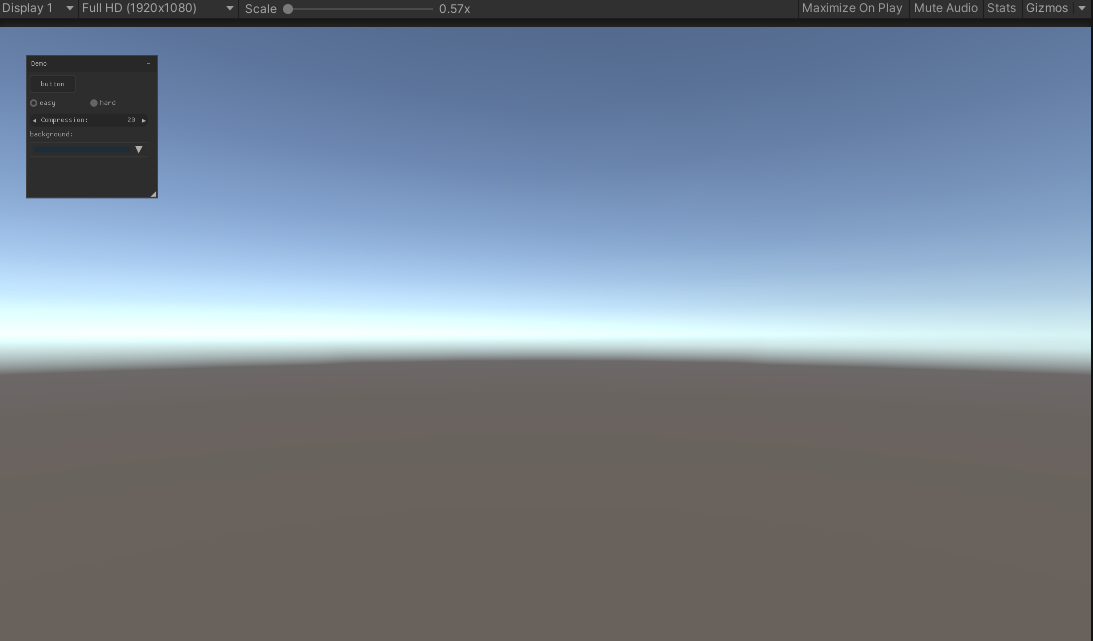 Display 1 Full HD (1920x1080) Scale 0.57x Maximize On Play Mute Audio Stats Gizmos
Demo -
button
easy hard
Compression: 20
background: